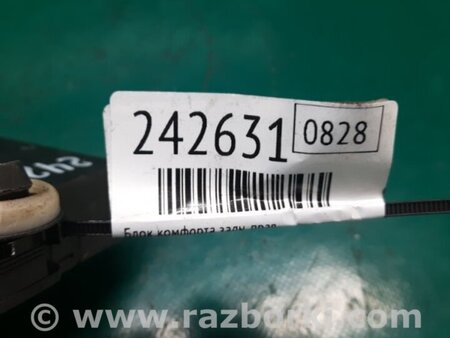 242631 0828
Блок комфорта задн. прав
© www.razborka.com